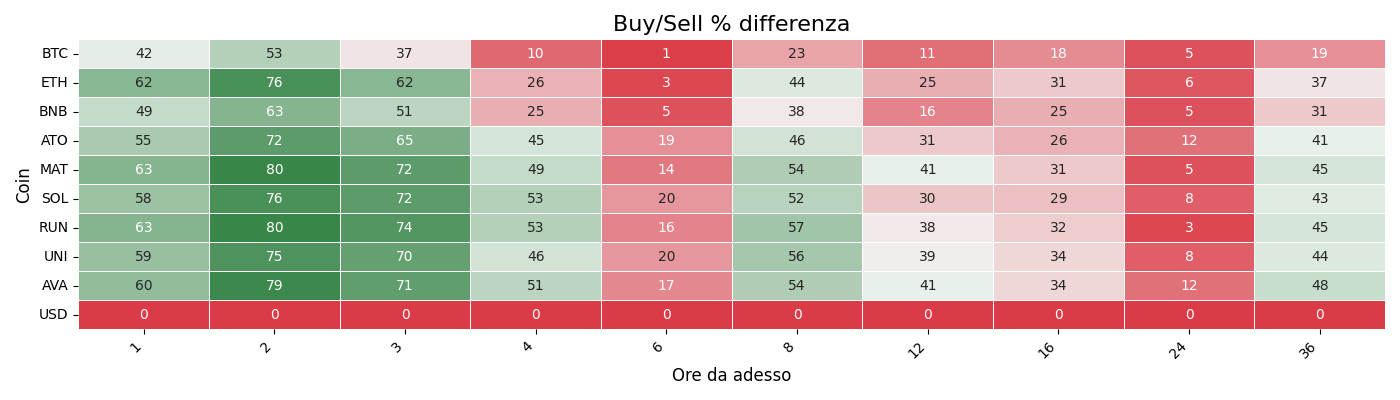 Buy/Sell % differenza
Coin
BTC 42 53 37 10 1 23 11 18 5 19
ETH 62 76 62 26 3 44 25 31 6 37
BNB 49 63 51 25 5 38 16 25 5 31
ATO 55 72 65 45 19 46 31 26 12 41
MAT 63 80 72 49 14 54 41 31 5 45
SOL 58 76 72 53 20 52 30 29 8 43
RUN 63 80 74 53 16 57 38 32 3 45
UNI 59 75 70 46 20 56 39 34 8 44
AVA 60 79 71 51 17 54 41 34 12 48
USD 0 0 0 0 0 0 0 0 0 0
1 2 3 4 6 8 12 16 24 36
Ore da adesso